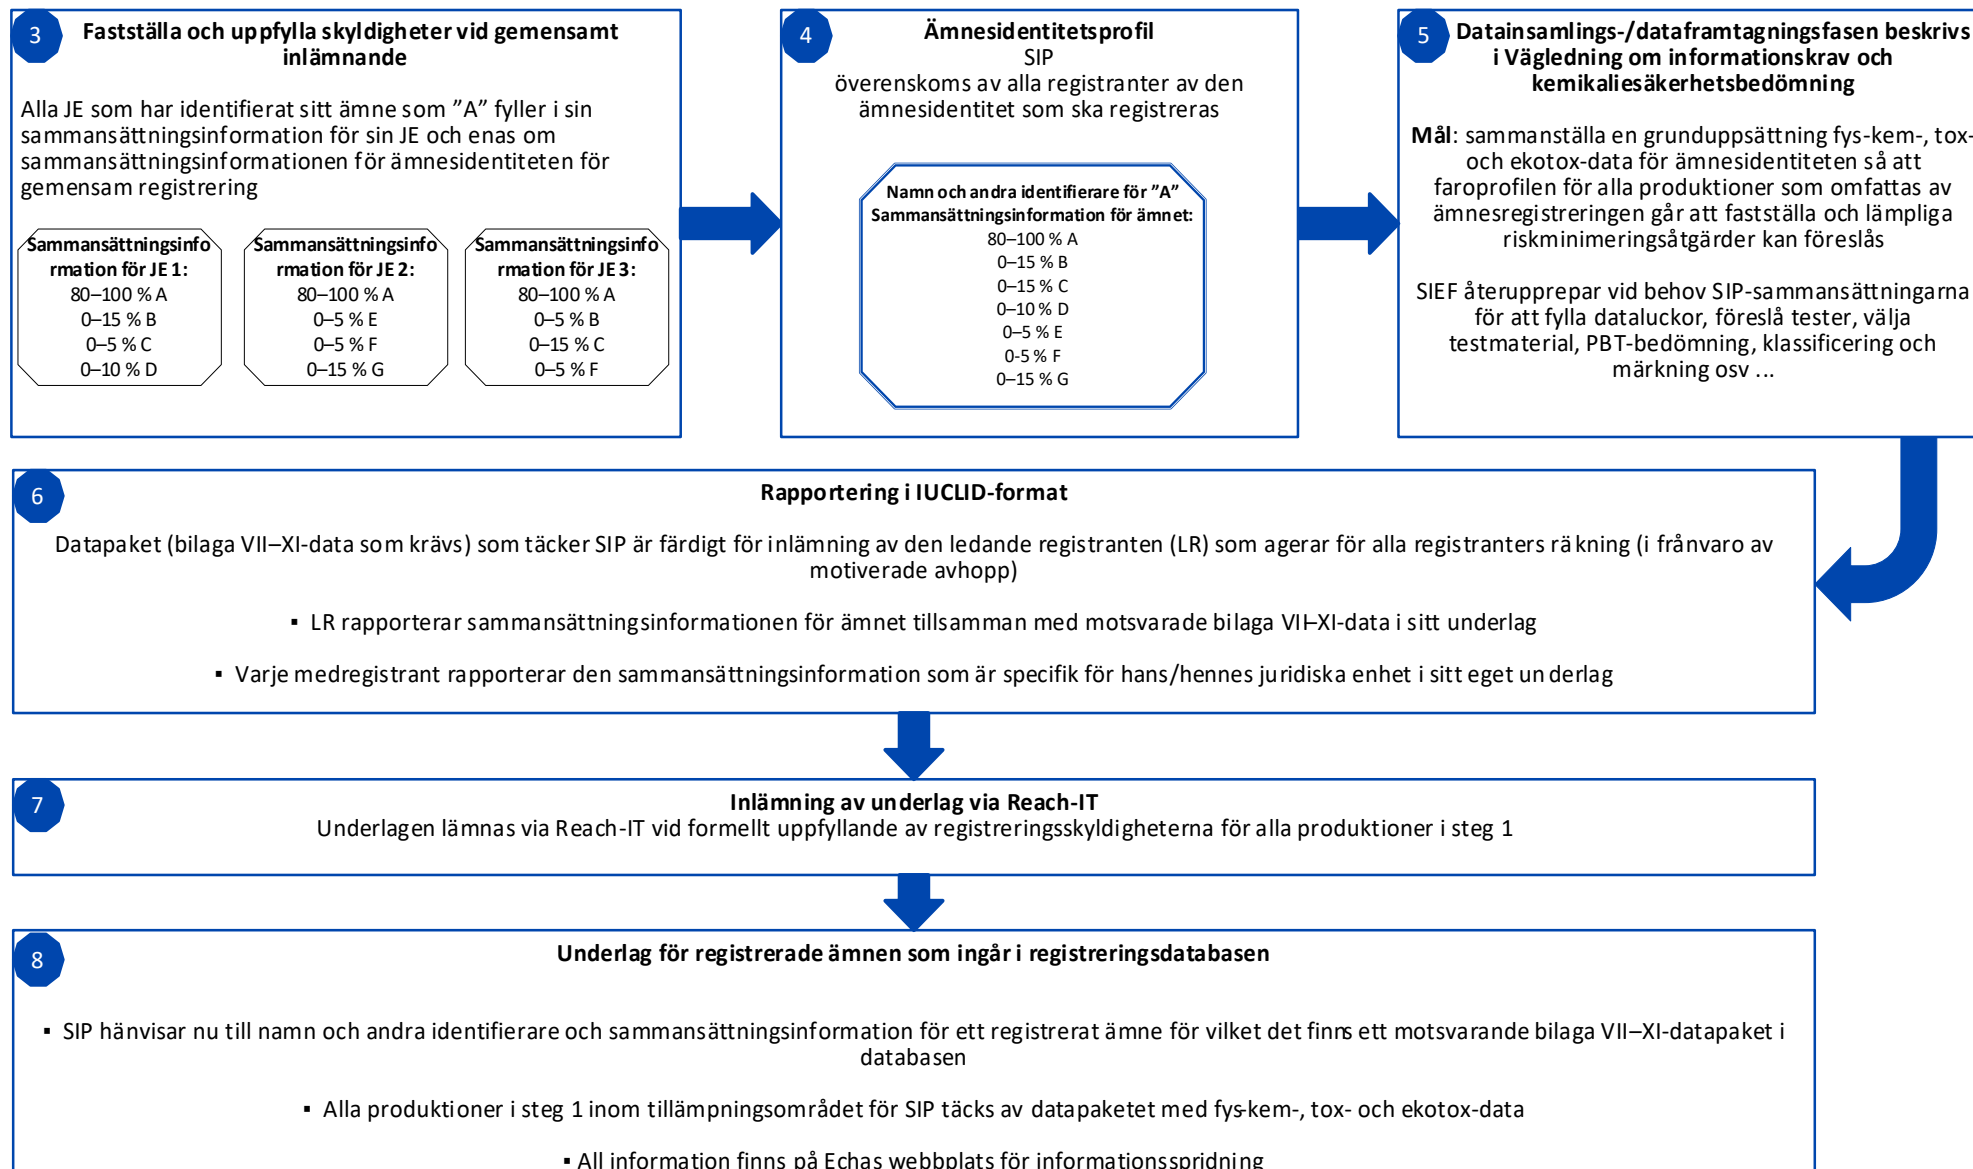 3
Fastställa och uppfylla skyldigheter vid gemensamt
inlämnande
Alla JE som har identifierat sitt ämne som ”A” fyller i sin
sammansättningsinformation för sin JE och enas om
sammansättningsinformationen för ämnesidentiteten för
gemensam registrering
Sammansättningsinfo
rmation för JE 1:
80–100 % A
0–15 % B
0–5 % C
0–10 % D
Sammansättningsinfo
rmation för JE 2:
80–100 % A
0–5 % E
0–5 % F
0–15 % G
Sammansättningsinfo
rmation för JE 3:
80–100 % A
0–5 % B
0–15 % C
0–5 % F
4
Ämnesidentitetsprofil
SIP
överenskoms av alla registranter av den
ämnesidentitet som ska registreras
Namn och andra identifierare för ”A”
Sammansättningsinformation för ämnet:
80–100 % A
0–15 % B
0–15 % C
0–10 % D
0–5 % E
0-5 % F
0–15 % G
5
Datainsamlings-/dataframtagningsfasen beskrivs
i Vägledning om informationskrav och
kemikaliesäkerhetsbedömning
Mål: sammanställa en grunduppsättning fys-kem-, tox-
och ekotox-data för ämnesidentiteten så att
faroprofilen för alla produktioner som omfattas av
ämnesregistreringen går att fastställa och lämpliga
riskminimeringsåtgärder kan föreslås
SIEF återupprepar vid behov SIP-sammansättningarna
för att fylla dataluckor, föreslå tester, välja
testmaterial, PBT-bedömning, klassificering och
märkning osv ...
6
Rapportering i IUCLID-format
Datapaket (bilaga VII–XI-data som krävs) som täcker SIP är färdigt för inlämning av den ledande registranten (LR) som agerar för alla registranters räkning (i frånvaro av
motiverade avhopp)
▪ LR rapporterar sammansättningsinformationen för ämnet tillsamman med motsvarade bilaga VII–XI-data i sitt underlag
▪ Varje medregistrant rapporterar den sammansättningsinformation som är specifik för hans/hennes juridiska enhet i sitt eget underlag
7
Inlämning av underlag via Reach-IT
Underlagen lämnas via Reach-IT vid formellt uppfyllande av registreringsskyldigheterna för alla produktioner i steg 1
8
Underlag för registrerade ämnen som ingår i registreringsdatabasen
▪ SIP hänvisar nu till namn och andra identifierare och sammansättningsinformation för ett registrerat ämne för vilket det finns ett motsvarande bilaga VII–XI-datapaket i
databasen
▪ Alla produktioner i steg 1 inom tillämpningsområdet för SIP täcks av datapaketet med fys-kem-, tox- och ekotox-data
▪ All information finns på Echas webbplats för informationsspridning